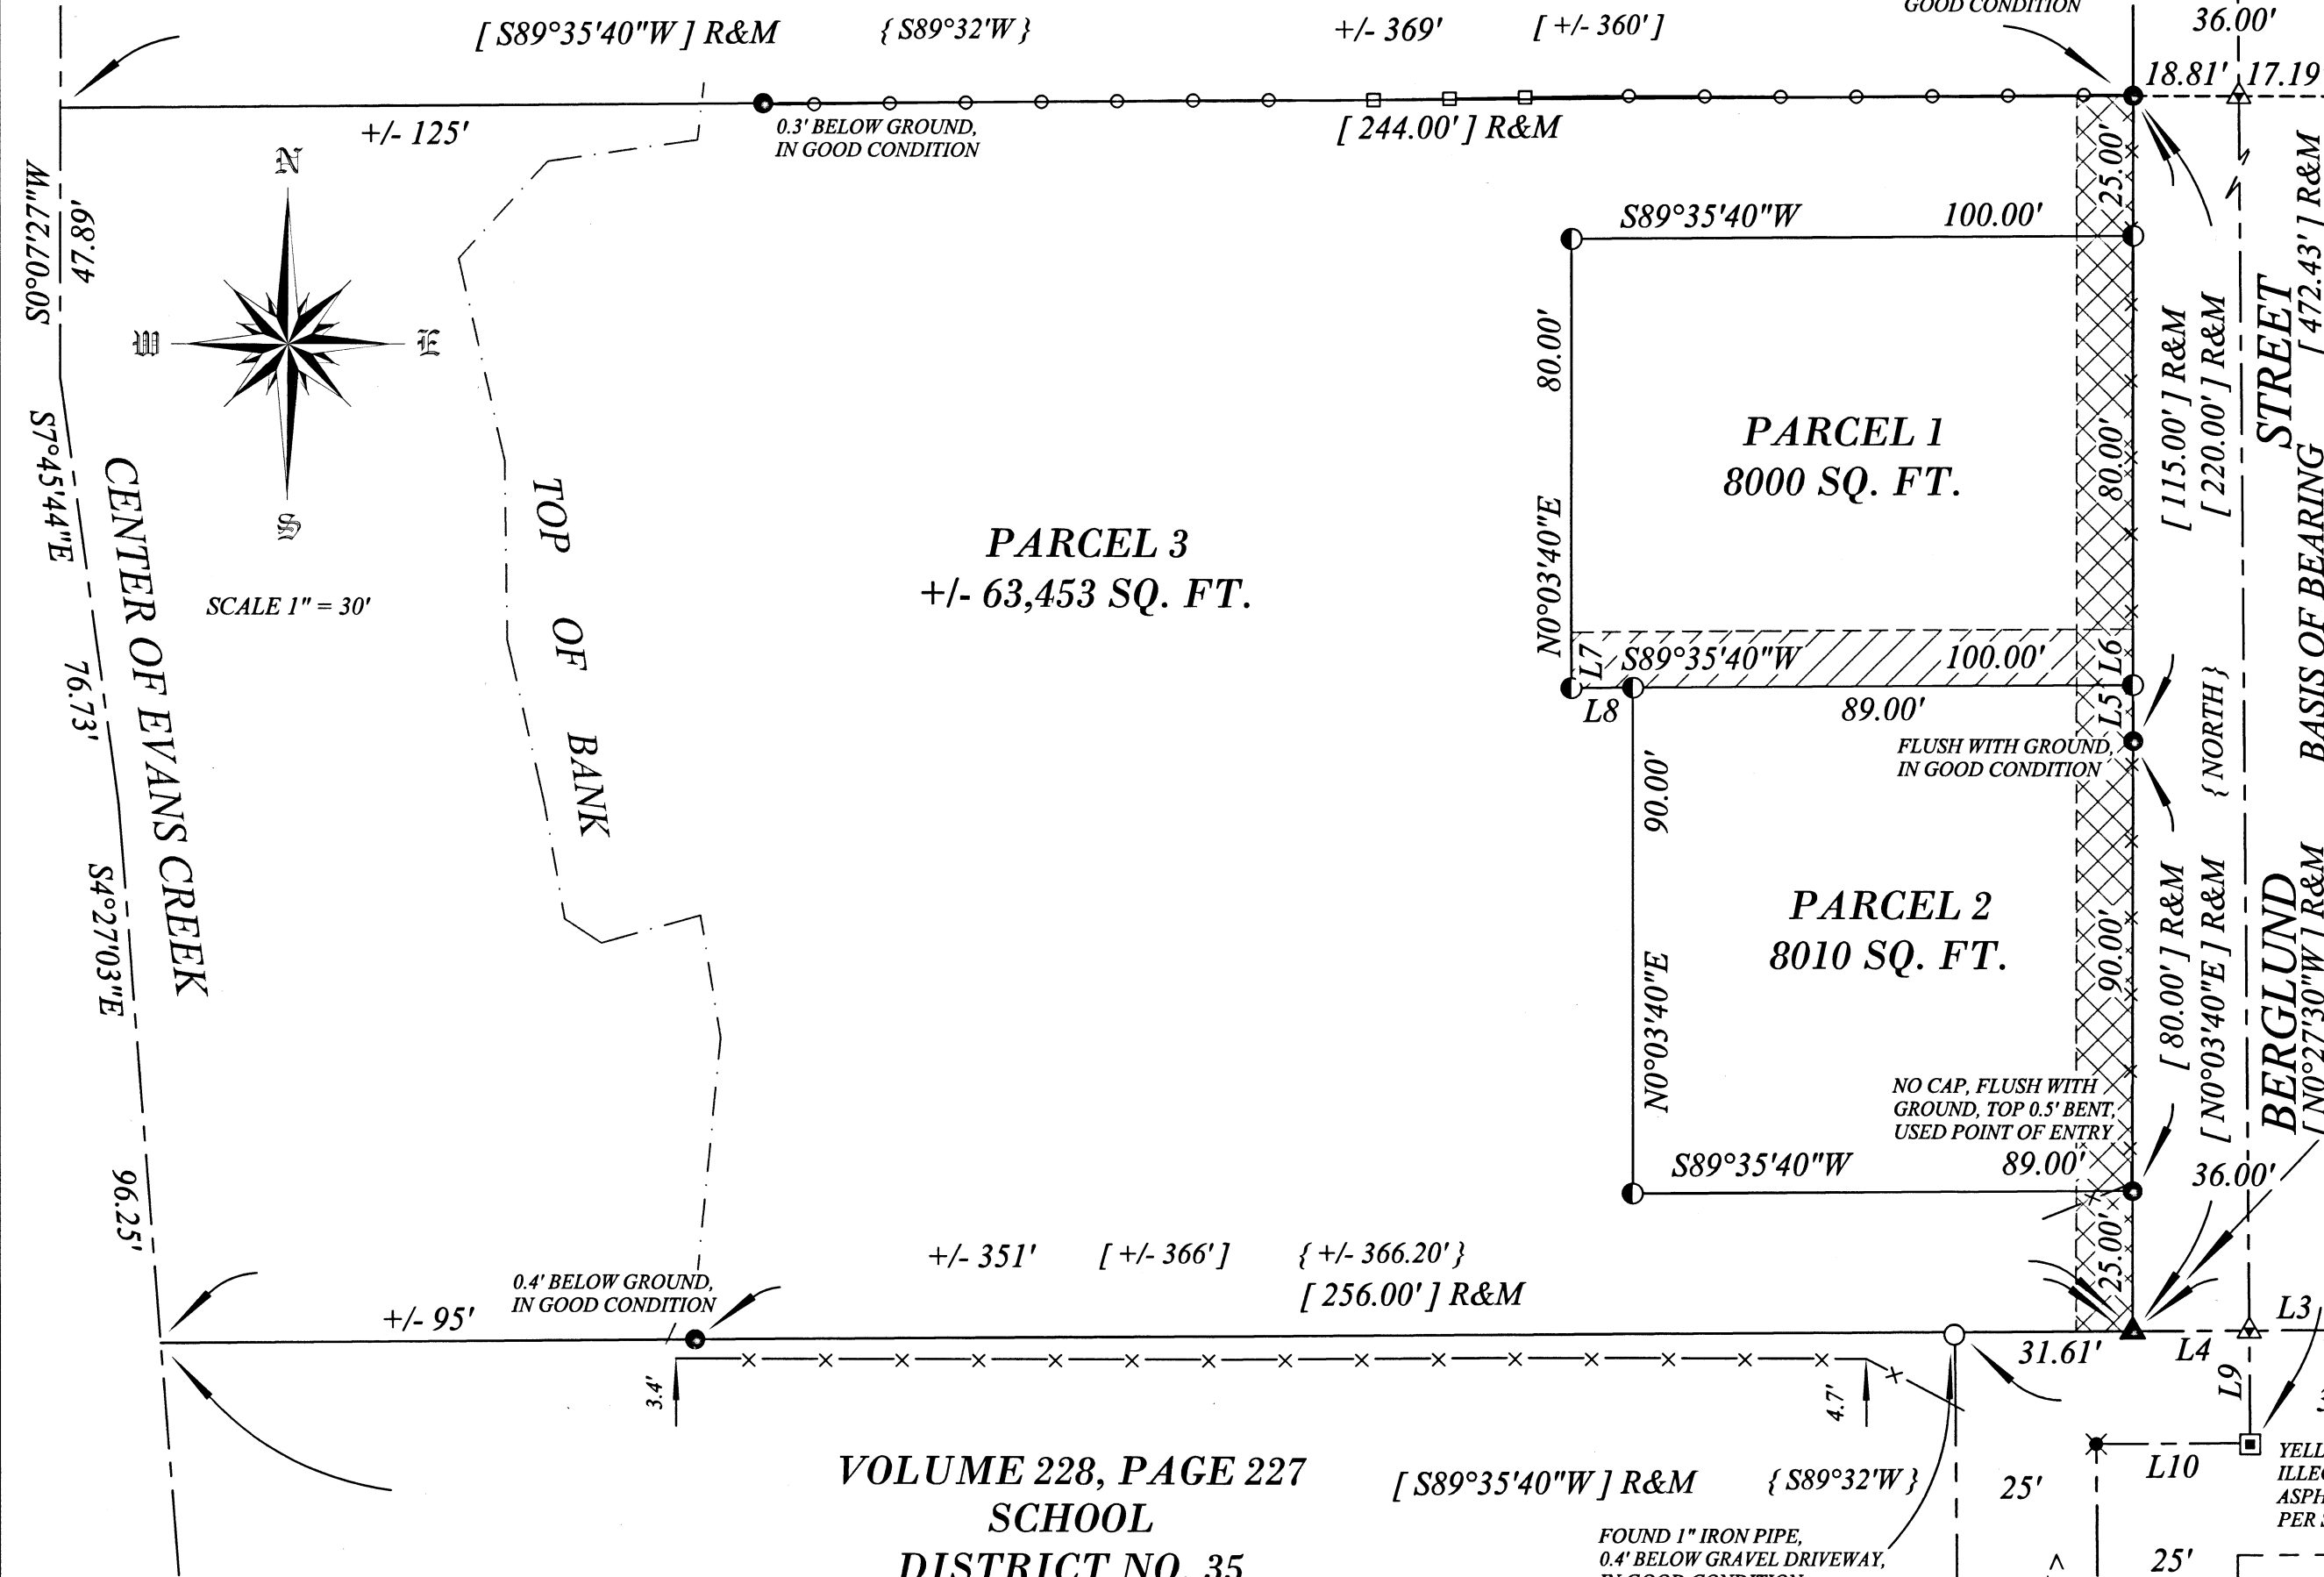 GOOD CONDITION
36.00'
[ S89°35'40"W ] R&M
{ S89°32'W }
+/- 369'
[ +/- 360' ]
18.81'
17.19
+/- 125'
0.3' BELOW GROUND,
IN GOOD CONDITION
[ 244.00' ] R&M
25.00'
N
W
E
S
SCALE 1" = 30'
S0°07'27"W
47.89'
S7°45'44"E
76.73'
S4°27'03"E
96.25'
CENTER OF EVANS CREEK
TOP OF BANK
S89°35'40"W
100.00'
80.00'
N0°03'40"E
PARCEL 1
8000 SQ. FT.
80.00'
PARCEL 3
+/- 63,453 SQ. FT.
L7
S89°35'40"W
100.00'
L6
L8
89.00'
L5
FLUSH WITH GROUND,
IN GOOD CONDITION
90.00'
N0°03'40"E
PARCEL 2
8010 SQ. FT.
90.00'
NO CAP, FLUSH WITH
GROUND, TOP 0.5' BENT,
USED POINT OF ENTRY
S89°35'40"W
89.00'
25.00'
[ 115.00' ] R&M
[ 220.00' ] R&M
{ NORTH }
[ 80.00' ] R&M
[ N0°03'40"E ] R&M
BERGLUND STREET
[ 472.43' ] R&M
BASIS OF BEARING
[ N0°27'30"W ] R&M
36.00'
+/- 351'
[ +/- 366' ]
{ +/- 366.20' }
[ 256.00' ] R&M
0.4' BELOW GROUND,
IN GOOD CONDITION
+/- 95'
31.61'
L4
L3
L9
L10
3.4'
4.7'
VOLUME 228, PAGE 227
SCHOOL
DISTRICT NO. 35
[ S89°35'40"W ] R&M
{ S89°32'W }
FOUND 1" IRON PIPE,
0.4' BELOW GRAVEL DRIVEWAY,
IN GOOD CONDITION
25'
25'
YELL
ILLEG
ASPH
PER S